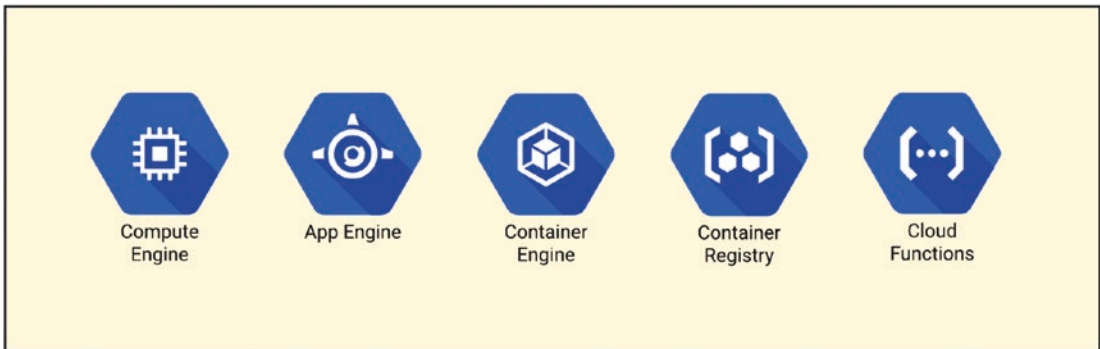 Compute
Engine
App Engine
Container
Engine
Container
Registry
Cloud
Functions